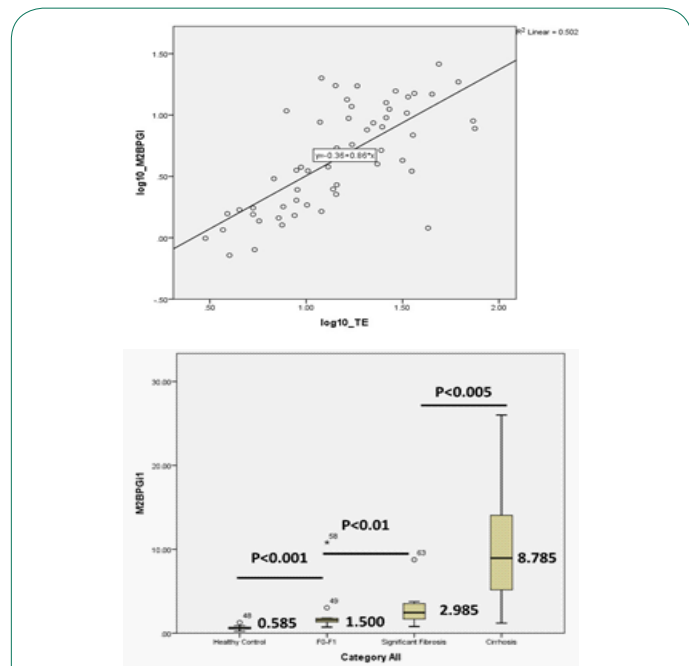 R² Linear = 0.502
1.50
1.00
.50
.00
-.50
log10_M2BPGI
y=-0.36+0.86*x
.50
1.00
1.50
2.00
log10_TE
P<0.005
30.00
20.00
10.00
.00
M2BPGi1
P<0.01
P<0.001
58
63
49
48
0.585
1.500
2.985
8.785
Healthy Control
F0-F1
Significant Fibrosis
Cirrhosis
Category All